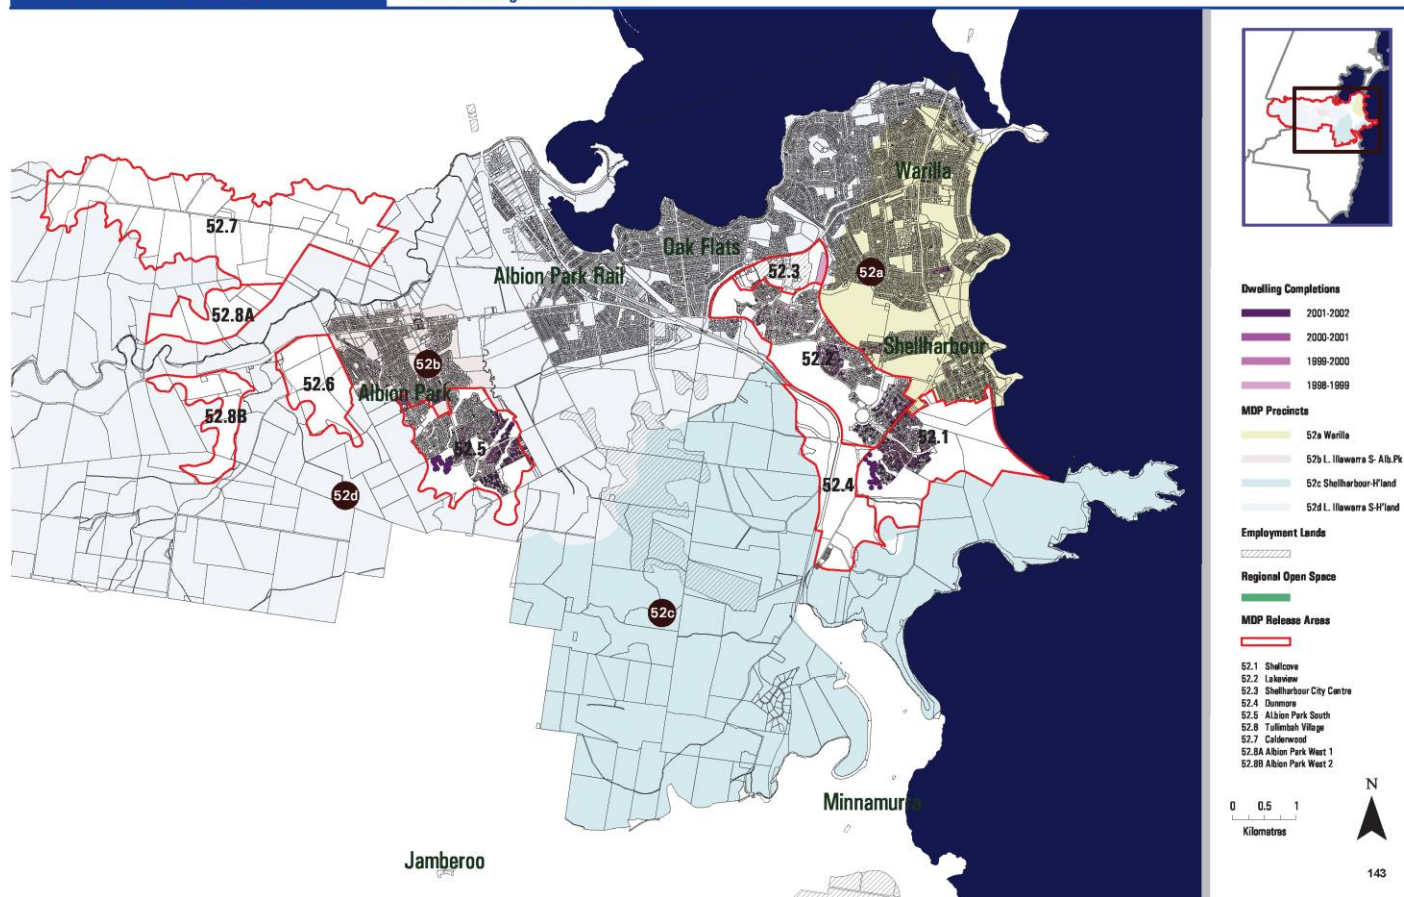 Warilla
52.7
Oak Flats
52.3
52a
Albion Park Rail
52.8A
52.2
Shellharbour
52b
52.6
Albion Park
52.8B
52.5
52.1
52.4
52d
52c
Minnamurra
Jamberoo
Dwelling Completions
2001-2002
2000-2001
1999-2000
1998-1999
MDP Precincts
52a Warilla
52b L. Illawarra S- Alb.Pk
52c Shellharbour-H'land
52d L. Illawarra S-H'land
Employment Lands
Regional Open Space
MDP Release Areas
52.1 Shellcove
52.2 Lakeview
52.3 Shellharbour City Centre
52.4 Dunmore
52.5 Albion Park South
52.6 Tullimbah Village
52.7 Calderwood
52.8A Albion Park West 1
52.8B Albion Park West 2
N
0 0.5 1
Kilometres
143